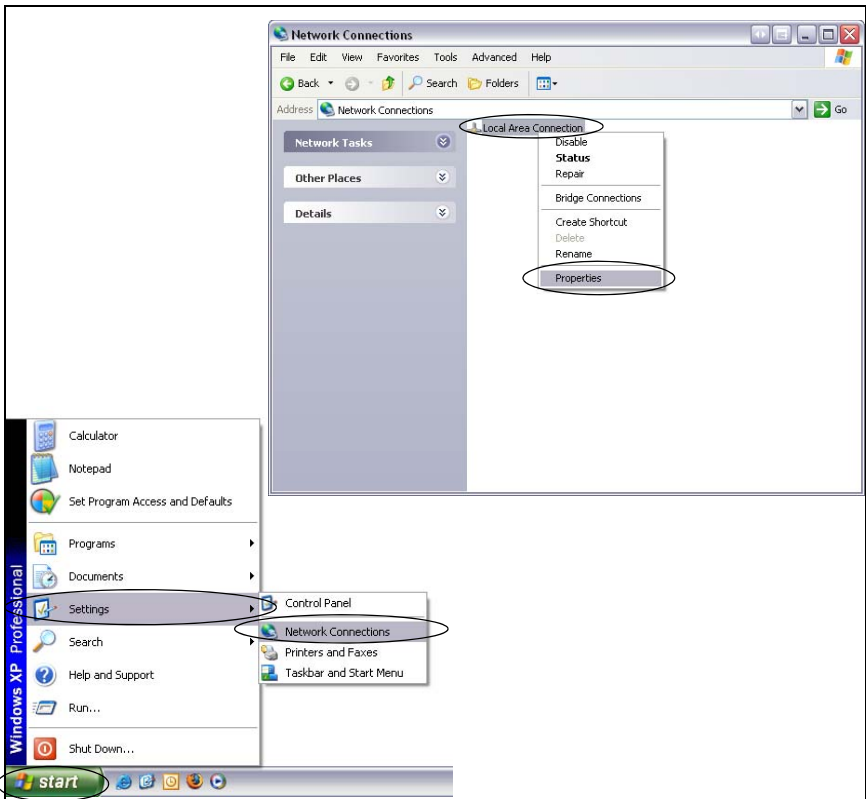 Network Connections
File Edit View Favorites Tools Advanced Help
Back Search Folders
Address Network Connections Go
Network Tasks
Other Places
Details
Local Area Connection
Disable
Status
Repair
Bridge Connections
Create Shortcut
Delete
Rename
Properties
Windows XP Professional
Calculator
Notepad
Set Program Access and Defaults
Programs
Documents
Settings
Search
Help and Support
Run...
Shut Down...
Control Panel
Network Connections
Printers and Faxes
Taskbar and Start Menu
start